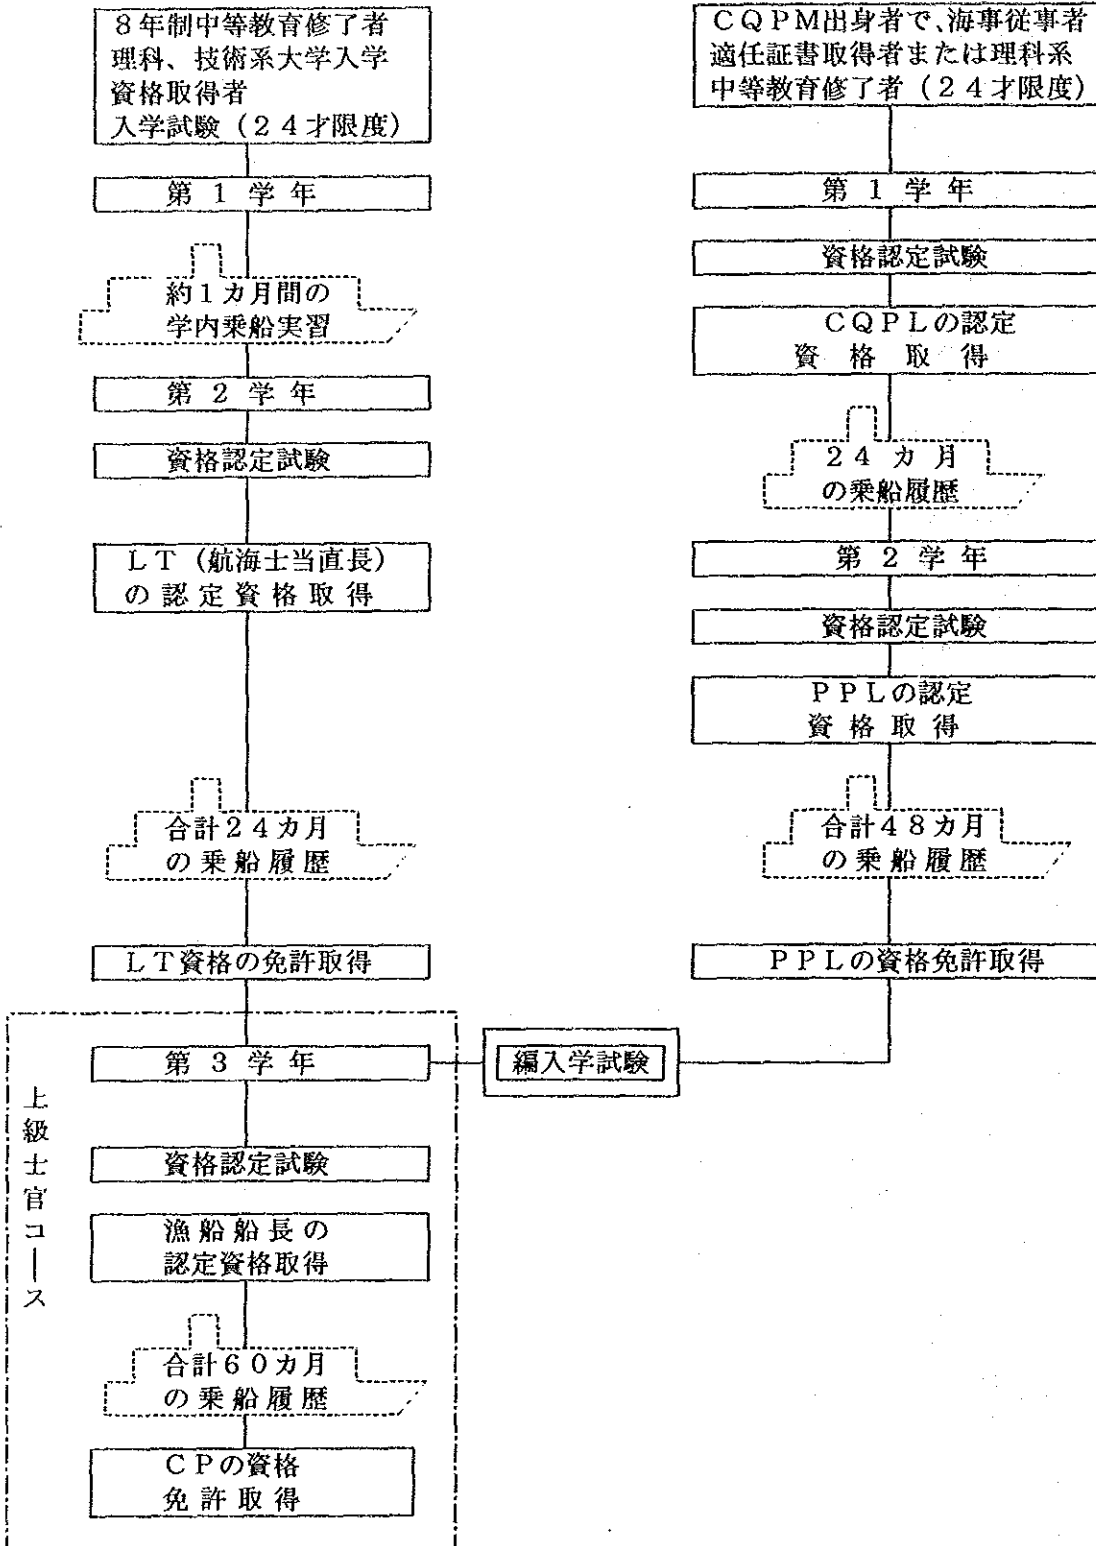 8年制中等教育修了者
理科、技術系大学入学
資格取得者
入学試験（24才限度）
第1学年
約1カ月間の
学内乗船実習
第2学年
資格認定試験
LT（航海士当直長）
の認定資格取得
合計24カ月
の乗船履歴
LT資格の免許取得
CQPM出身者で、海事従事者
適任証書取得者または理科系
中等教育修了者（24才限度）
第1学年
資格認定試験
CQPLの認定
資格取得
24カ月
の乗船履歴
第2学年
資格認定試験
PPLの認定
資格取得
合計48カ月
の乗船履歴
PPLの資格免許取得
編入学試験
上級士官コース
第3学年
資格認定試験
漁船船長の
認定資格取得
合計60カ月
の乗船履歴
CPの資格
免許取得